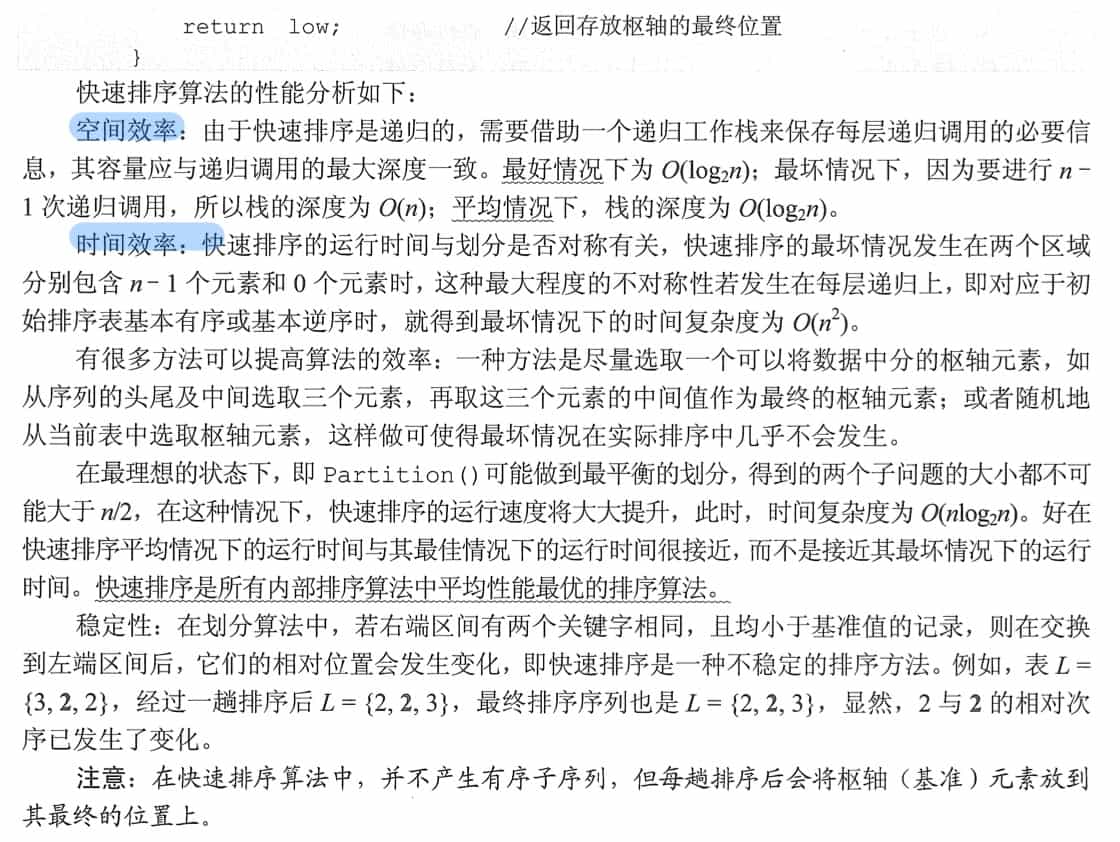 return low; //返回存放枢轴的最终位置
}
快速排序算法的性能分析如下：
空间效率：由于快速排序是递归的，需要借助一个递归工作栈来保存每层递归调用的必要信
息，其容量应与递归调用的最大深度一致。最好情况下为 O(log₂n)；最坏情况下，因为要进行 n−
1 次递归调用，所以栈的深度为 O(n)；平均情况下，栈的深度为 O(log₂n)。
时间效率：快速排序的运行时间与划分是否对称有关，快速排序的最坏情况发生在两个区域
分别包含 n−1 个元素和 0 个元素时，这种最大程度的不对称性若发生在每层递归上，即对应于初
始排序表基本有序或基本逆序时，就得到最坏情况下的时间复杂度为 O(n²)。
有很多方法可以提高算法的效率：一种方法是尽量选取一个可以将数据中分的枢轴元素，如
从序列的头尾及中间选取三个元素，再取这三个元素的中间值作为最终的枢轴元素；或者随机地
从当前表中选取枢轴元素，这样做可使得最坏情况在实际排序中几乎不会发生。
在最理想的状态下，即 Partition()可能做到最平衡的划分，得到的两个子问题的大小都不可
能大于 n/2，在这种情况下，快速排序的运行速度将大大提升，此时，时间复杂度为 O(nlog₂n)。好在
快速排序平均情况下的运行时间与其最佳情况下的运行时间很接近，而不是接近其最坏情况下的运行
时间。快速排序是所有内部排序算法中平均性能最优的排序算法。
稳定性：在划分算法中，若右端区间有两个关键字相同，且均小于基准值的记录，则在交换
到左端区间后，它们的相对位置会发生变化，即快速排序是一种不稳定的排序方法。例如，表 L =
{3, 2, 2}，经过一趟排序后 L = {2, 2, 3}，最终排序序列也是 L = {2, 2, 3}，显然，2 与 2 的相对次
序已发生了变化。
注意：在快速排序算法中，并不产生有序子序列，但每趟排序后会将枢轴（基准）元素放到
其最终的位置上。